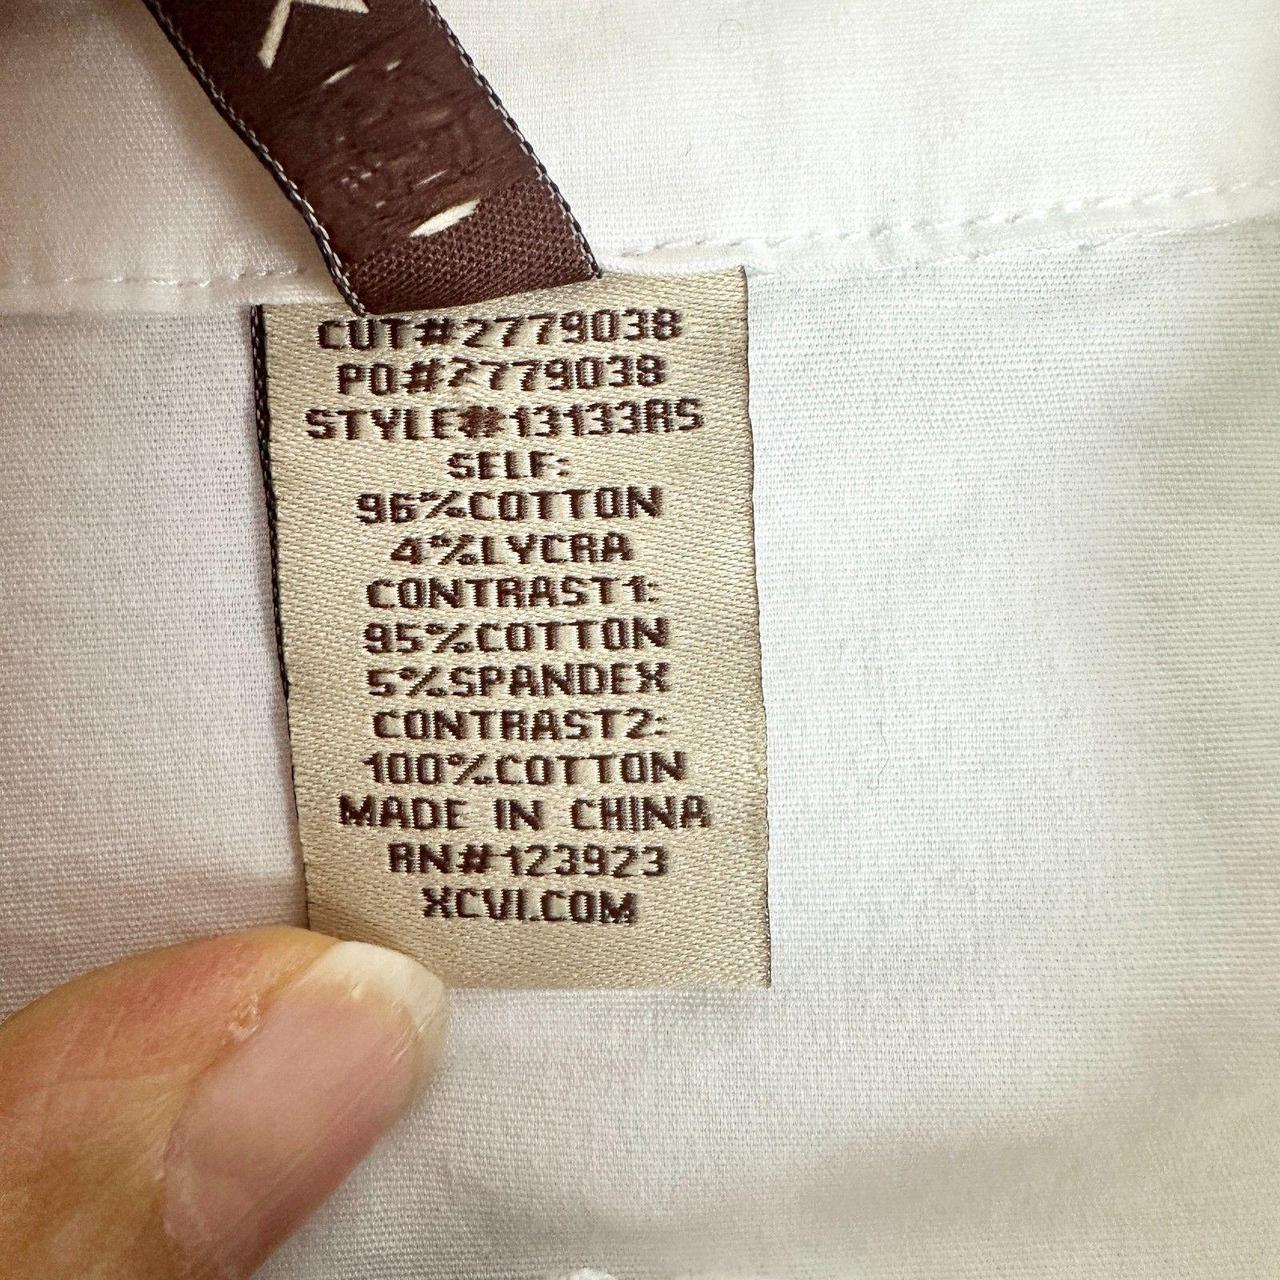 CUT#2779038
PO#2779038
STYLE#13133RS
SELF:
96%COTTON
4%LYCRA
CONTRAST1:
95%COTTON
5%SPANDEX
CONTRAST2:
100%COTTON
MADE IN CHINA
RN#123923
XCVI.COM